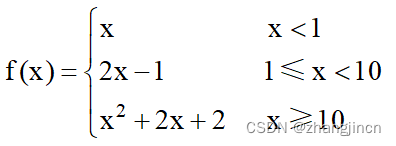 x x < 1
f(x) = { 2x − 1 1 ≤ x < 10
x² + 2x + 2 x ≥ 10
CSDN @zhangjincn